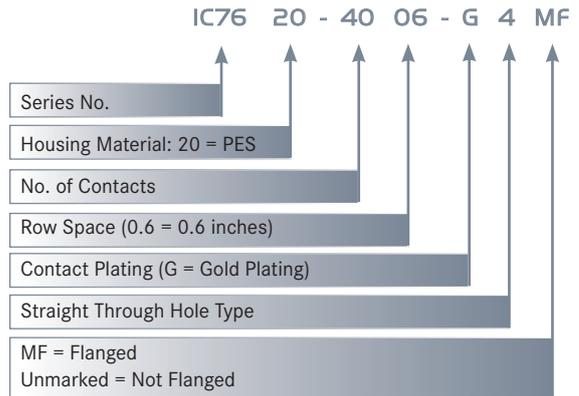 IC76 20 - 40 06 - G 4 MF
Series No.
Housing Material: 20 = PES
No. of Contacts
Row Space (0.6 = 0.6 inches)
Contact Plating (G = Gold Plating)
Straight Through Hole Type
MF = Flanged
Unmarked = Not Flanged